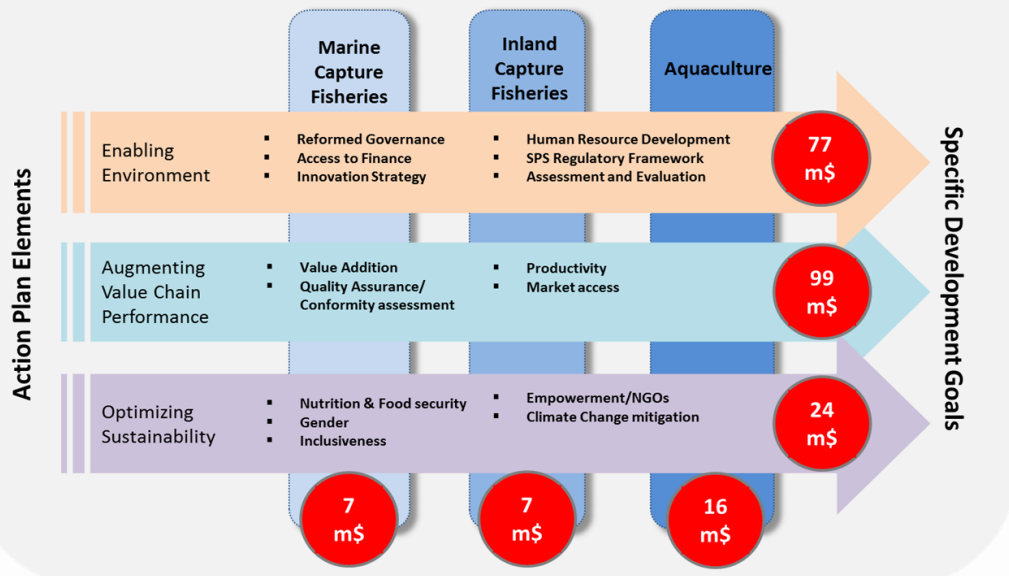 Marine
Capture
Fisheries
Inland
Capture
Fisheries
Aquaculture
Action Plan Elements
Enabling
Environment
▪ Reformed Governance
▪ Access to Finance
▪ Innovation Strategy
▪ Human Resource Development
▪ SPS Regulatory Framework
▪ Assessment and Evaluation
77
m$
Augmenting
Value Chain
Performance
▪ Value Addition
▪ Quality Assurance/
Conformity assessment
▪ Productivity
▪ Market access
99
m$
Optimizing
Sustainability
▪ Nutrition & Food security
▪ Gender
▪ Inclusiveness
▪ Empowerment/NGOs
▪ Climate Change mitigation
24
m$
Specific Development Goals
7
m$
7
m$
16
m$